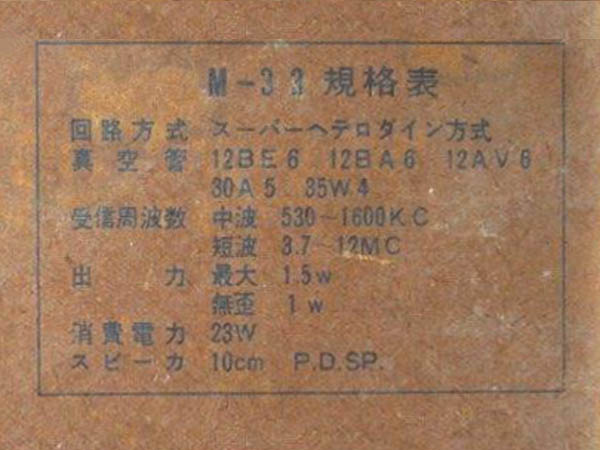 M-33 規格表
回路方式 スーパーヘテロダイン方式
真空管 12BE6 12BA6 12AV6
30A5 35W4
受信周波数 中波 530~1600KC
短波 3.7~12MC
出力 最大 1.5w
無歪 1w
消費電力 23W
スピーカ 10cm P.D.SP.